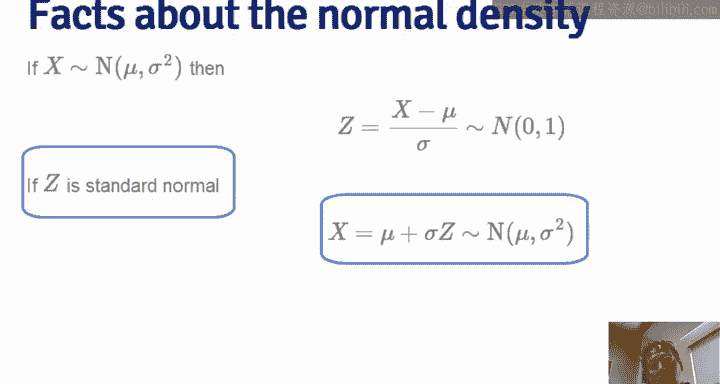 Facts about the normal density
If X ∼ N(μ, σ²) then
Z = (X − μ)/σ ∼ N(0, 1)
If Z is standard normal
X = μ + σZ ∼ N(μ, σ²)